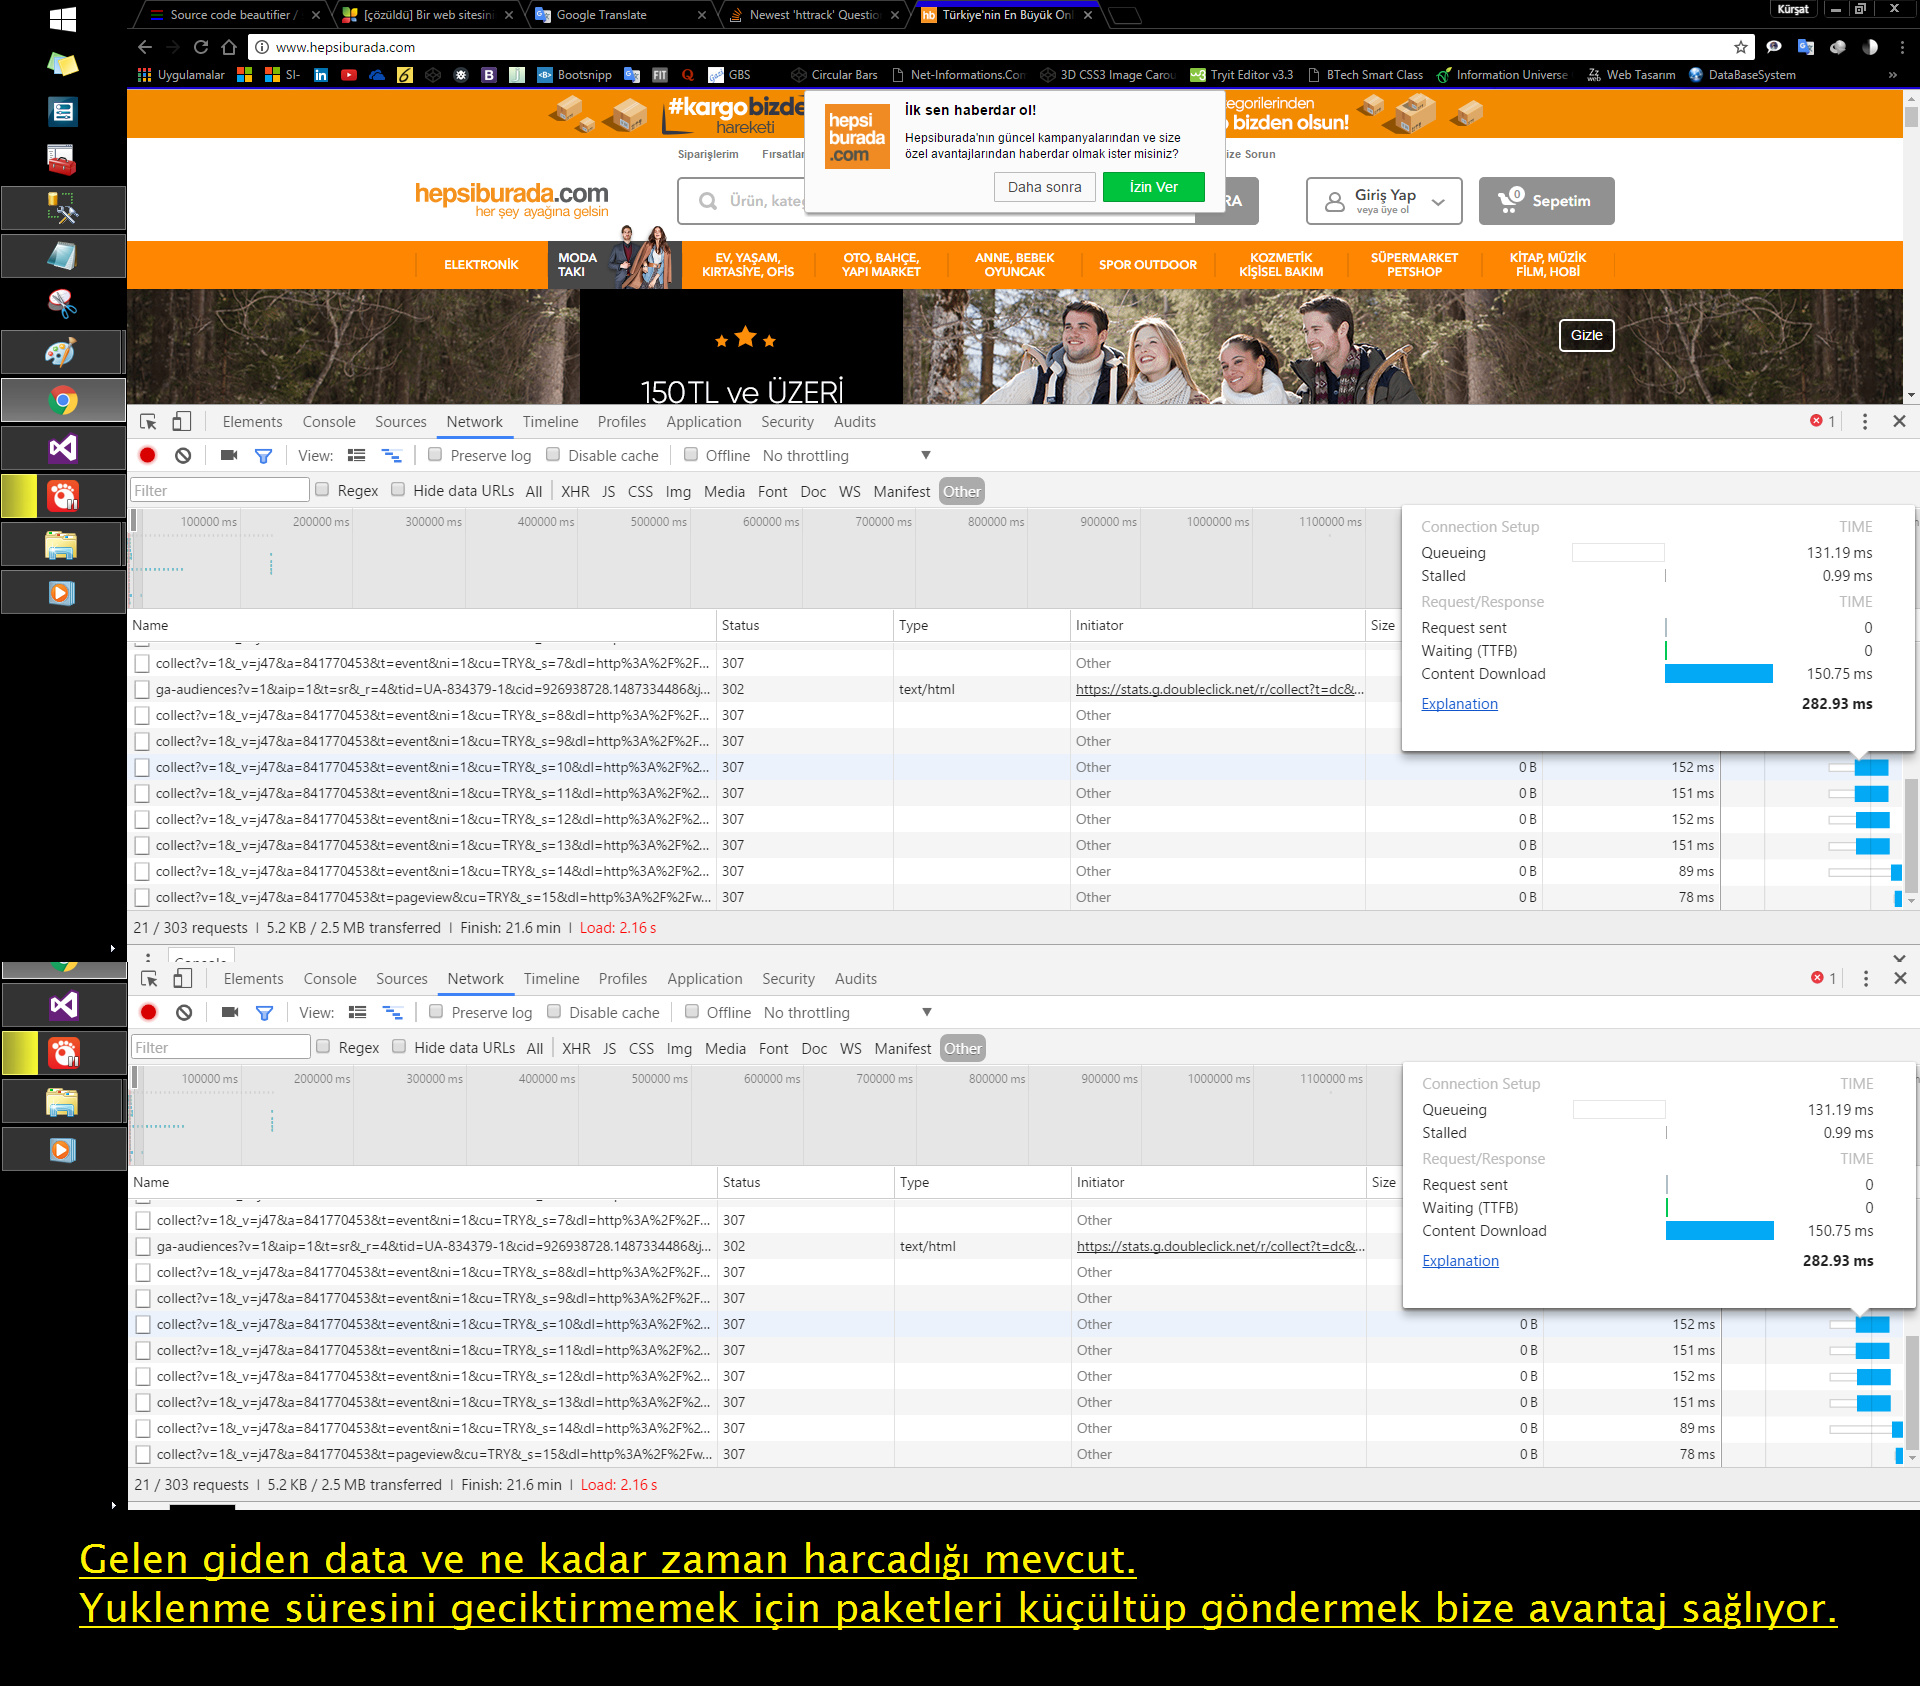 Source code beautifier /
[çözüldü] Bir web sitesin
Google Translate
Newest 'httrack' Questio
Türkiye'nin En Büyük Onl
Kürşat
www.hepsiburada.com
Uygulamalar
SI-
Bootsnipp
FIT
GBS
Circular Bars
Net-Informations.Com
3D CSS3 Image Carou
Tryit Editor v3.3
BTech Smart Class
Information Universe
Web Tasarım
DataBaseSystem
#kargobizden
hareketi
tegorilerinden
bizden olsun!
hepsi
burada
.com
İlk sen haberdar ol!
Hepsiburada'nın güncel kampanyalarından ve size
özel avantajlarından haberdar olmak ister misiniz?
Daha sonra
İzin Ver
Siparişlerim
Fırsatlar
ize Sorun
hepsiburada.com
her şey ayağına gelsin
Ürün, kateg
RA
Giriş Yap
veya üye ol
0
Sepetim
ELEKTRONİK
MODA
TAKI
EV, YAŞAM,
KIRTASİYE, OFİS
OTO, BAHÇE,
YAPI MARKET
ANNE, BEBEK
OYUNCAK
SPOR OUTDOOR
KOZMETİK
KİŞİSEL BAKIM
SÜPERMARKET
PETSHOP
KİTAP, MÜZİK
FİLM, HOBİ
150TL ve ÜZERİ
Gizle
Elements Console Sources Network Timeline Profiles Application Security Audits 1
View: Preserve log Disable cache Offline No throttling
Filter Regex Hide data URLs All XHR JS CSS Img Media Font Doc WS Manifest Other
100000 ms 200000 ms 300000 ms 400000 ms 500000 ms 600000 ms 700000 ms 800000 ms 900000 ms 1000000 ms 1100000 ms
Connection Setup TIME
Queueing 131.19 ms
Stalled 0.99 ms
Request/Response TIME
Request sent 0
Waiting (TTFB) 0
Content Download 150.75 ms
Explanation 282.93 ms
Name Status Type Initiator Size
collect?v=1&_v=j47&a=841770453&t=event&ni=1&cu=TRY&_s=7&dl=http%3A%2F%2F... 307 Other
ga-audiences?v=1&aip=1&t=sr&_r=4&tid=UA-834379-1&cid=926938728.1487334486&j... 302 text/html https://stats.g.doubleclick.net/r/collect?t=dc&...
collect?v=1&_v=j47&a=841770453&t=event&ni=1&cu=TRY&_s=8&dl=http%3A%2F%2F... 307 Other
collect?v=1&_v=j47&a=841770453&t=event&ni=1&cu=TRY&_s=9&dl=http%3A%2F%2F... 307 Other
collect?v=1&_v=j47&a=841770453&t=event&ni=1&cu=TRY&_s=10&dl=http%3A%2F%2... 307 Other 0 B 152 ms
collect?v=1&_v=j47&a=841770453&t=event&ni=1&cu=TRY&_s=11&dl=http%3A%2F%2... 307 Other 0 B 151 ms
collect?v=1&_v=j47&a=841770453&t=event&ni=1&cu=TRY&_s=12&dl=http%3A%2F%2... 307 Other 0 B 152 ms
collect?v=1&_v=j47&a=841770453&t=event&ni=1&cu=TRY&_s=13&dl=http%3A%2F%2... 307 Other 0 B 151 ms
collect?v=1&_v=j47&a=841770453&t=event&ni=1&cu=TRY&_s=14&dl=http%3A%2F%2... 307 Other 0 B 89 ms
collect?v=1&_v=j47&a=841770453&t=pageview&cu=TRY&_s=15&dl=http%3A%2F%2Fw... 307 Other 0 B 78 ms
21 / 303 requests | 5.2 KB / 2.5 MB transferred | Finish: 21.6 min | Load: 2.16 s
Console
Elements Console Sources Network Timeline Profiles Application Security Audits 1
View: Preserve log Disable cache Offline No throttling
Filter Regex Hide data URLs All XHR JS CSS Img Media Font Doc WS Manifest Other
100000 ms 200000 ms 300000 ms 400000 ms 500000 ms 600000 ms 700000 ms 800000 ms 900000 ms 1000000 ms 1100000 ms
Connection Setup TIME
Queueing 131.19 ms
Stalled 0.99 ms
Request/Response TIME
Request sent 0
Waiting (TTFB) 0
Content Download 150.75 ms
Explanation 282.93 ms
Name Status Type Initiator Size
collect?v=1&_v=j47&a=841770453&t=event&ni=1&cu=TRY&_s=7&dl=http%3A%2F%2F... 307 Other
ga-audiences?v=1&aip=1&t=sr&_r=4&tid=UA-834379-1&cid=926938728.1487334486&j... 302 text/html https://stats.g.doubleclick.net/r/collect?t=dc&...
collect?v=1&_v=j47&a=841770453&t=event&ni=1&cu=TRY&_s=8&dl=http%3A%2F%2F... 307 Other
collect?v=1&_v=j47&a=841770453&t=event&ni=1&cu=TRY&_s=9&dl=http%3A%2F%2F... 307 Other
collect?v=1&_v=j47&a=841770453&t=event&ni=1&cu=TRY&_s=10&dl=http%3A%2F%2... 307 Other 0 B 152 ms
collect?v=1&_v=j47&a=841770453&t=event&ni=1&cu=TRY&_s=11&dl=http%3A%2F%2... 307 Other 0 B 151 ms
collect?v=1&_v=j47&a=841770453&t=event&ni=1&cu=TRY&_s=12&dl=http%3A%2F%2... 307 Other 0 B 152 ms
collect?v=1&_v=j47&a=841770453&t=event&ni=1&cu=TRY&_s=13&dl=http%3A%2F%2... 307 Other 0 B 151 ms
collect?v=1&_v=j47&a=841770453&t=event&ni=1&cu=TRY&_s=14&dl=http%3A%2F%2... 307 Other 0 B 89 ms
collect?v=1&_v=j47&a=841770453&t=pageview&cu=TRY&_s=15&dl=http%3A%2F%2Fw... 307 Other 0 B 78 ms
21 / 303 requests | 5.2 KB / 2.5 MB transferred | Finish: 21.6 min | Load: 2.16 s
Gelen giden data ve ne kadar zaman harcadığı mevcut.
Yuklenme süresini geciktirmemek için paketleri küçültüp göndermek bize avantaj sağlıyor.